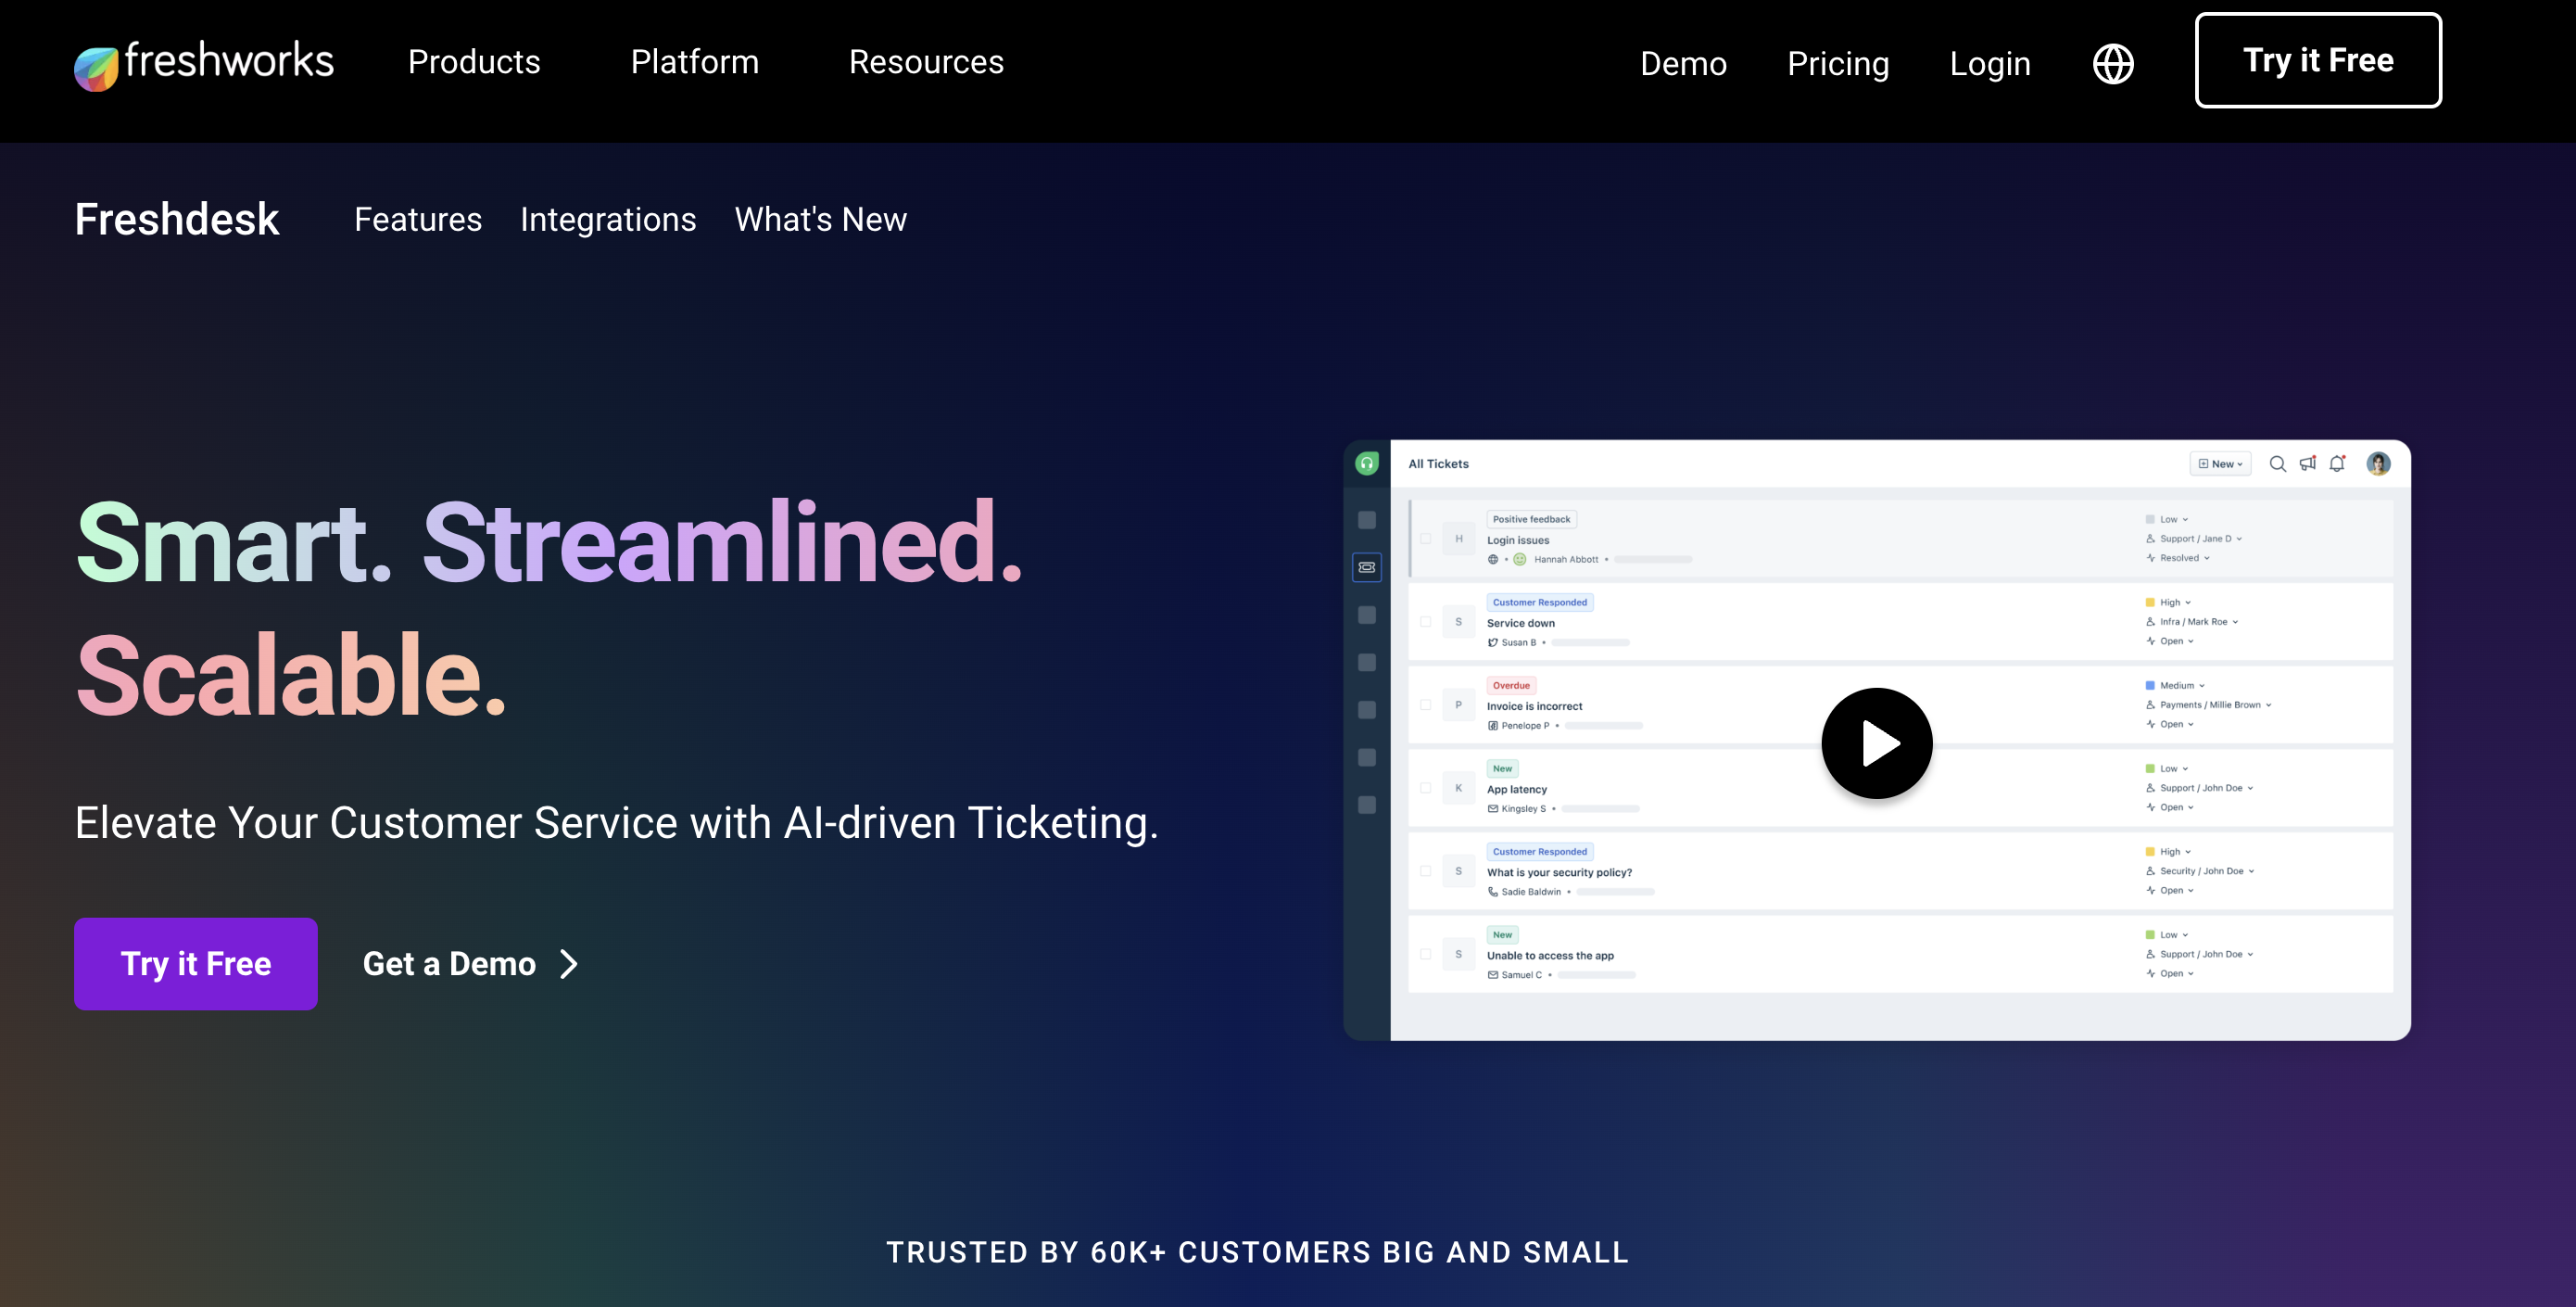 freshworks Products Platform Resources Demo Pricing Login Try it Free
Freshdesk Features Integrations What's New
Smart. Streamlined.
Scalable.
Elevate Your Customer Service with AI-driven Ticketing.
Try it Free Get a Demo
All Tickets New
H
Positive feedback
Login issues
Hannah Abbott
Low
Support / Jane D
Resolved
S
Customer Responded
Service down
Susan B
High
Infra / Mark Roe
Open
P
Overdue
Invoice is incorrect
Penelope P
Medium
Payments / Millie Brown
Open
K
New
App latency
Kingsley S
Low
Support / John Doe
Open
S
Customer Responded
What is your security policy?
Sadie Baldwin
High
Security / John Doe
Open
S
New
Unable to access the app
Samuel C
Low
Support / John Doe
Open
TRUSTED BY 60K+ CUSTOMERS BIG AND SMALL